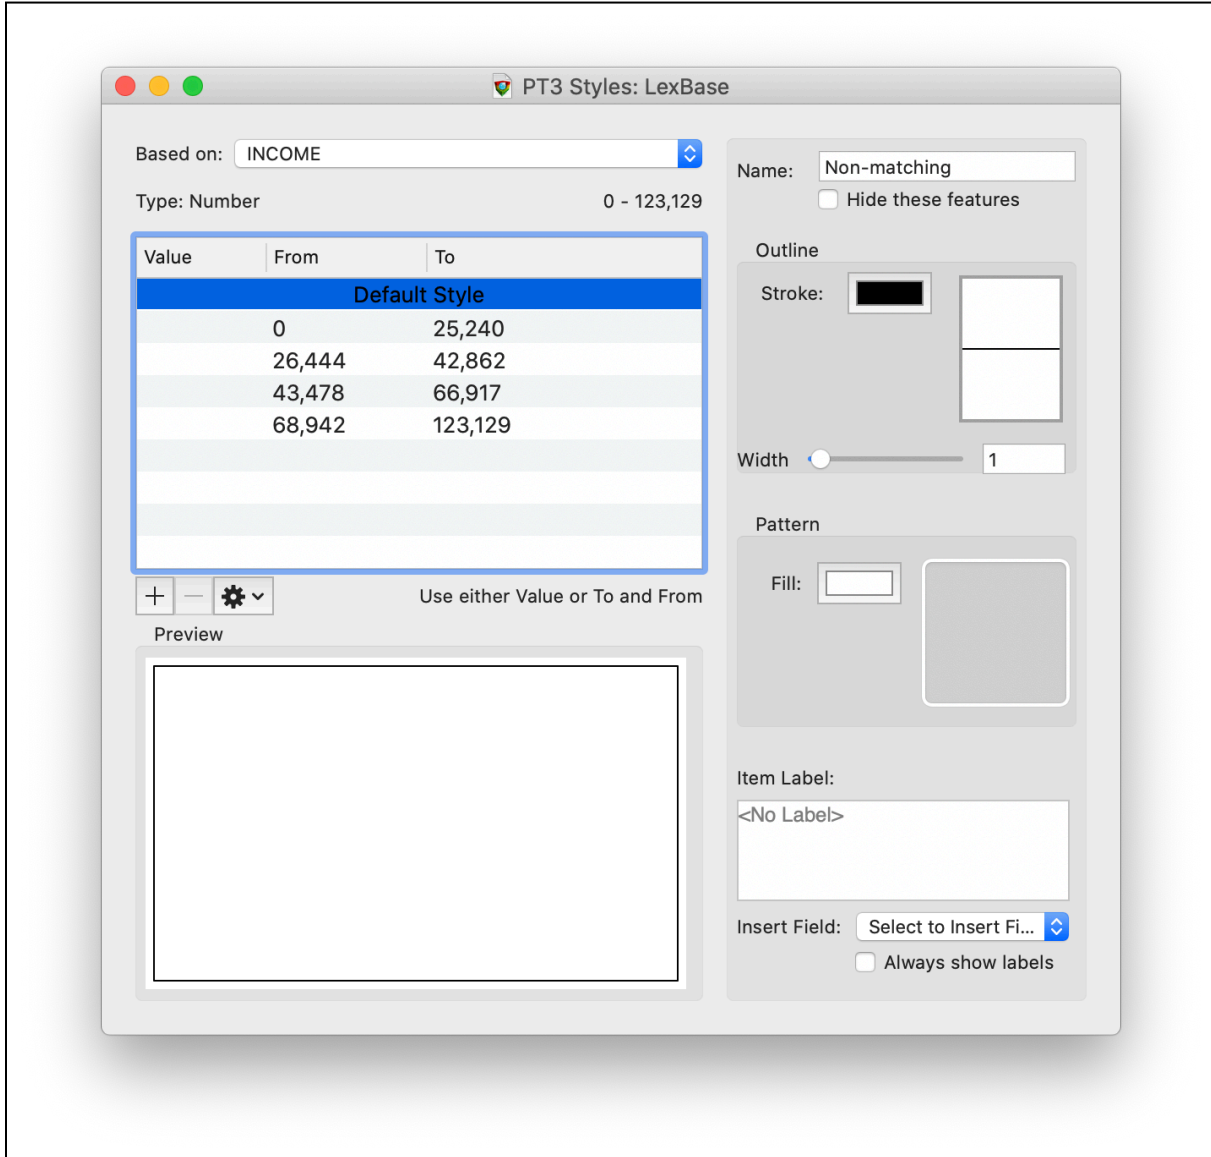 PT3 Styles: LexBase
Based on: INCOME
Type: Number 0 - 123,129
Value From To
Default Style
0 25,240
26,444 42,862
43,478 66,917
68,942 123,129
Use either Value or To and From
Preview
Name: Non-matching
Hide these features
Outline
Stroke:
Width 1
Pattern
Fill:
Item Label:
<No Label>
Insert Field: Select to Insert Fi...
Always show labels